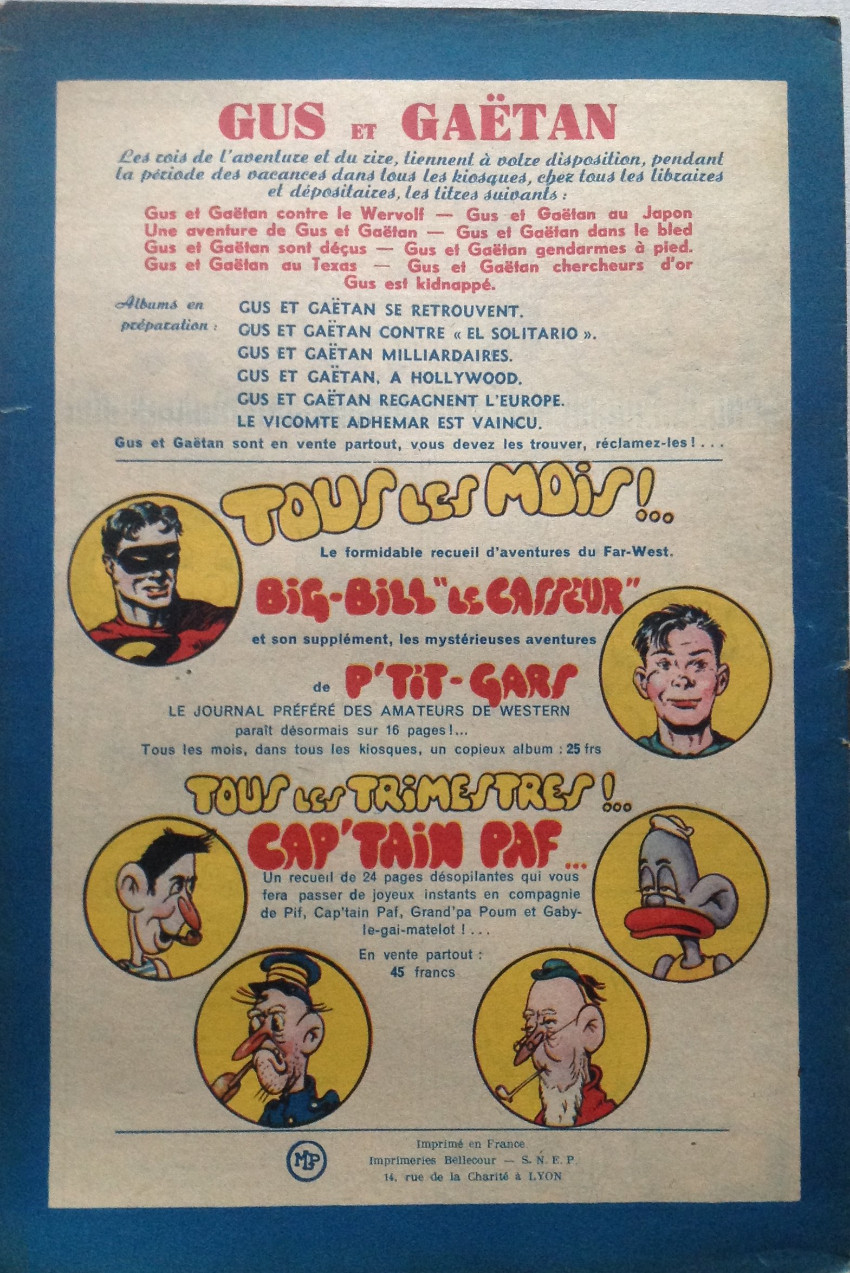 GUS ET GAËTAN
Les rois de l'aventure et du rire, tiennent à votre disposition, pendant
la période des vacances dans tous les kiosques, chez tous les libraires
et dépositaires, les titres suivants :
Gus et Gaëtan contre le Wervolf — Gus et Gaëtan au Japon
Une aventure de Gus et Gaëtan — Gus et Gaëtan dans le bled
Gus et Gaëtan sont déçus — Gus et Gaëtan gendarmes à pied.
Gus et Gaëtan au Texas — Gus et Gaëtan chercheurs d'or
Gus est kidnappé.
Albums en
préparation :
GUS ET GAËTAN SE RETROUVENT.
GUS ET GAËTAN CONTRE « EL SOLITARIO ».
GUS ET GAËTAN MILLIARDAIRES.
GUS ET GAËTAN, A HOLLYWOOD.
GUS ET GAËTAN REGAGNENT L'EUROPE.
LE VICOMTE ADHEMAR EST VAINCU.
Gus et Gaëtan sont en vente partout, vous devez les trouver, réclamez-les ! . . .
TOUS LES MOIS !...
Le formidable recueil d'aventures du Far-West.
BIG-BILL "LE CASSEUR"
et son supplément, les mystérieuses aventures
de P'TIT-GARS
LE JOURNAL PRÉFÉRÉ DES AMATEURS DE WESTERN
paraît désormais sur 16 pages !...
Tous les mois, dans tous les kiosques, un copieux album : 25 frs
TOUS LES TRIMESTRES !...
CAP'TAIN PAF...
Un recueil de 24 pages désopilantes qui vous
fera passer de joyeux instants en compagnie
de Pif, Cap'tain Paf, Grand'pa Poum et Gaby-
le-gai-matelot ! . . .
En vente partout :
45 francs
MLP
Imprimé en France
Imprimeries Bellecour — S. N. E. P.
14, rue de la Charité à LYON